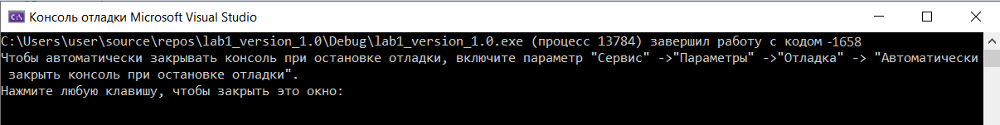 Консоль отладки Microsoft Visual Studio
C:\Users\user\source\repos\lab1_version_1.0\Debug\lab1_version_1.0.exe (процесс 13784) завершил работу с кодом -1658
Чтобы автоматически закрывать консоль при остановке отладки, включите параметр "Сервис" ->"Параметры" ->"Отладка" -> "Автоматически
закрыть консоль при остановке отладки".
Нажмите любую клавишу, чтобы закрыть это окно: